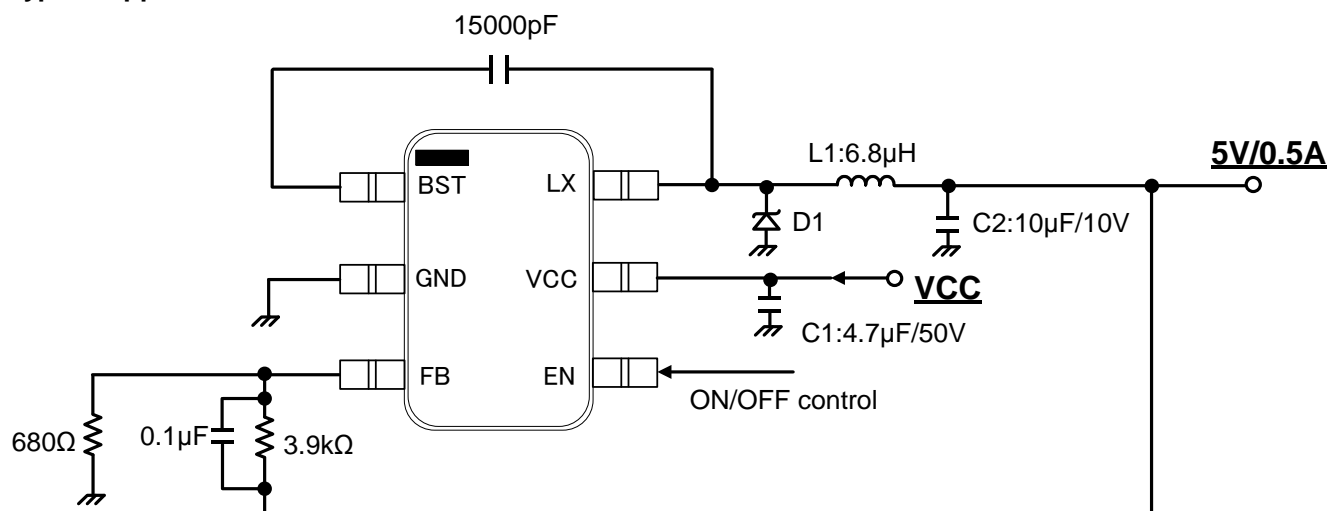 15000pF
L1:6.8µH
5V/0.5A
BST
LX
D1
C2:10µF/10V
GND
VCC
VCC
C1:4.7µF/50V
FB
EN
ON/OFF control
680Ω
0.1µF
3.9kΩ